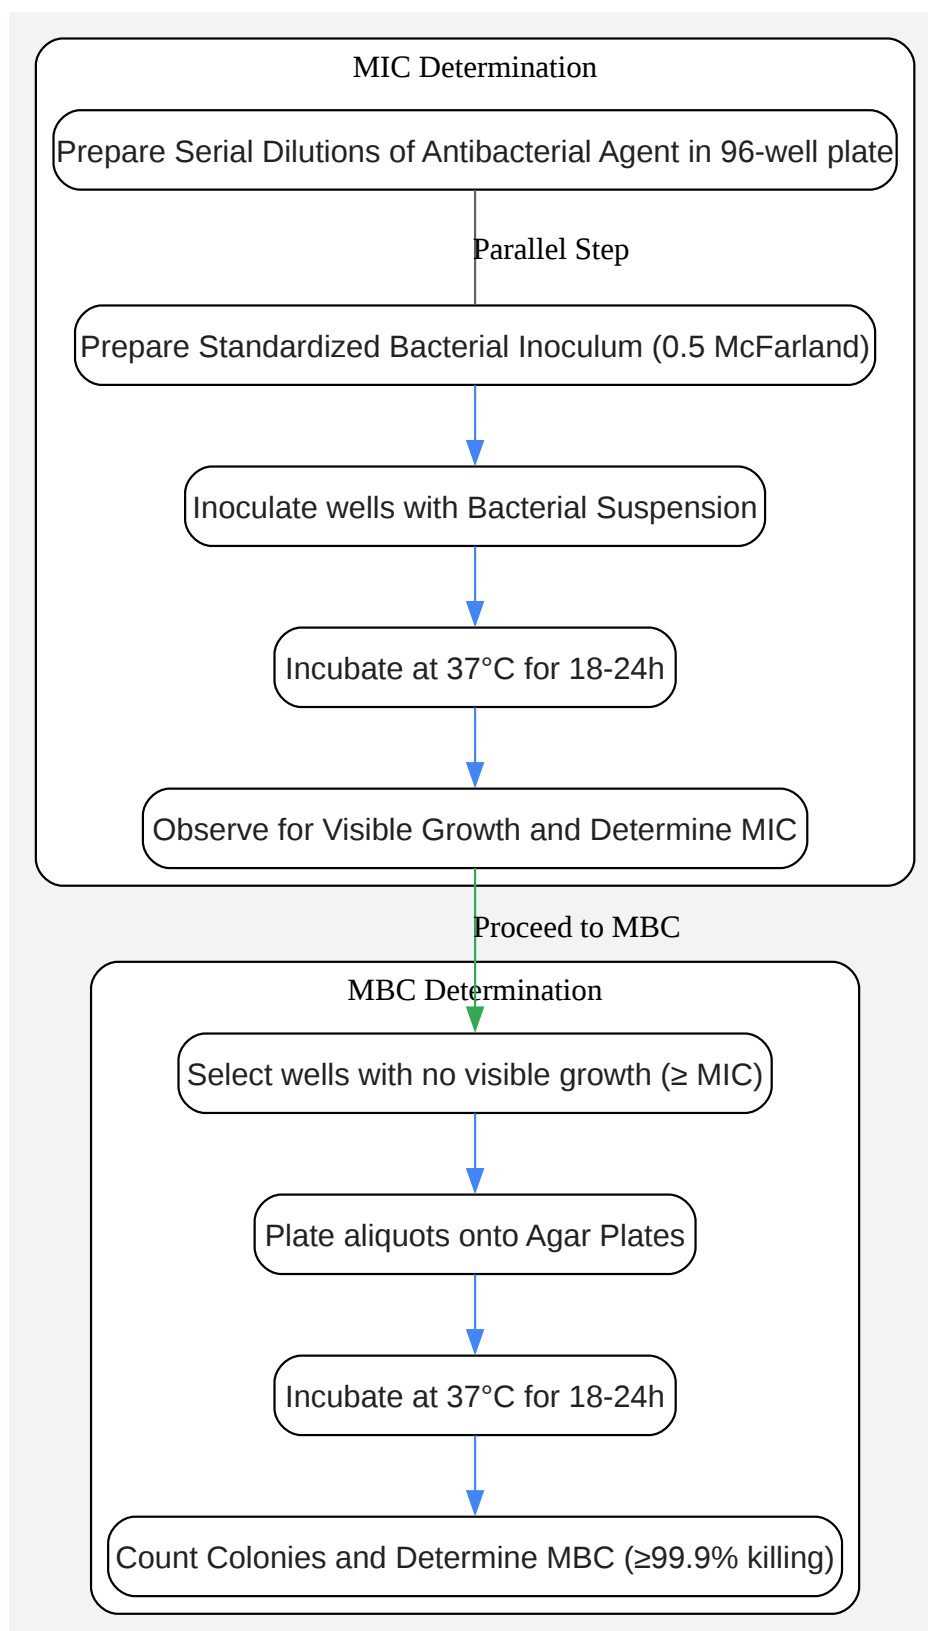 MIC Determination
Prepare Serial Dilutions of Antibacterial Agent in 96-well plate
Parallel Step
Prepare Standardized Bacterial Inoculum (0.5 McFarland)
Inoculate wells with Bacterial Suspension
Incubate at 37°C for 18-24h
Observe for Visible Growth and Determine MIC
Proceed to MBC
MBC Determination
Select wells with no visible growth (≥ MIC)
Plate aliquots onto Agar Plates
Incubate at 37°C for 18-24h
Count Colonies and Determine MBC (≥99.9% killing)